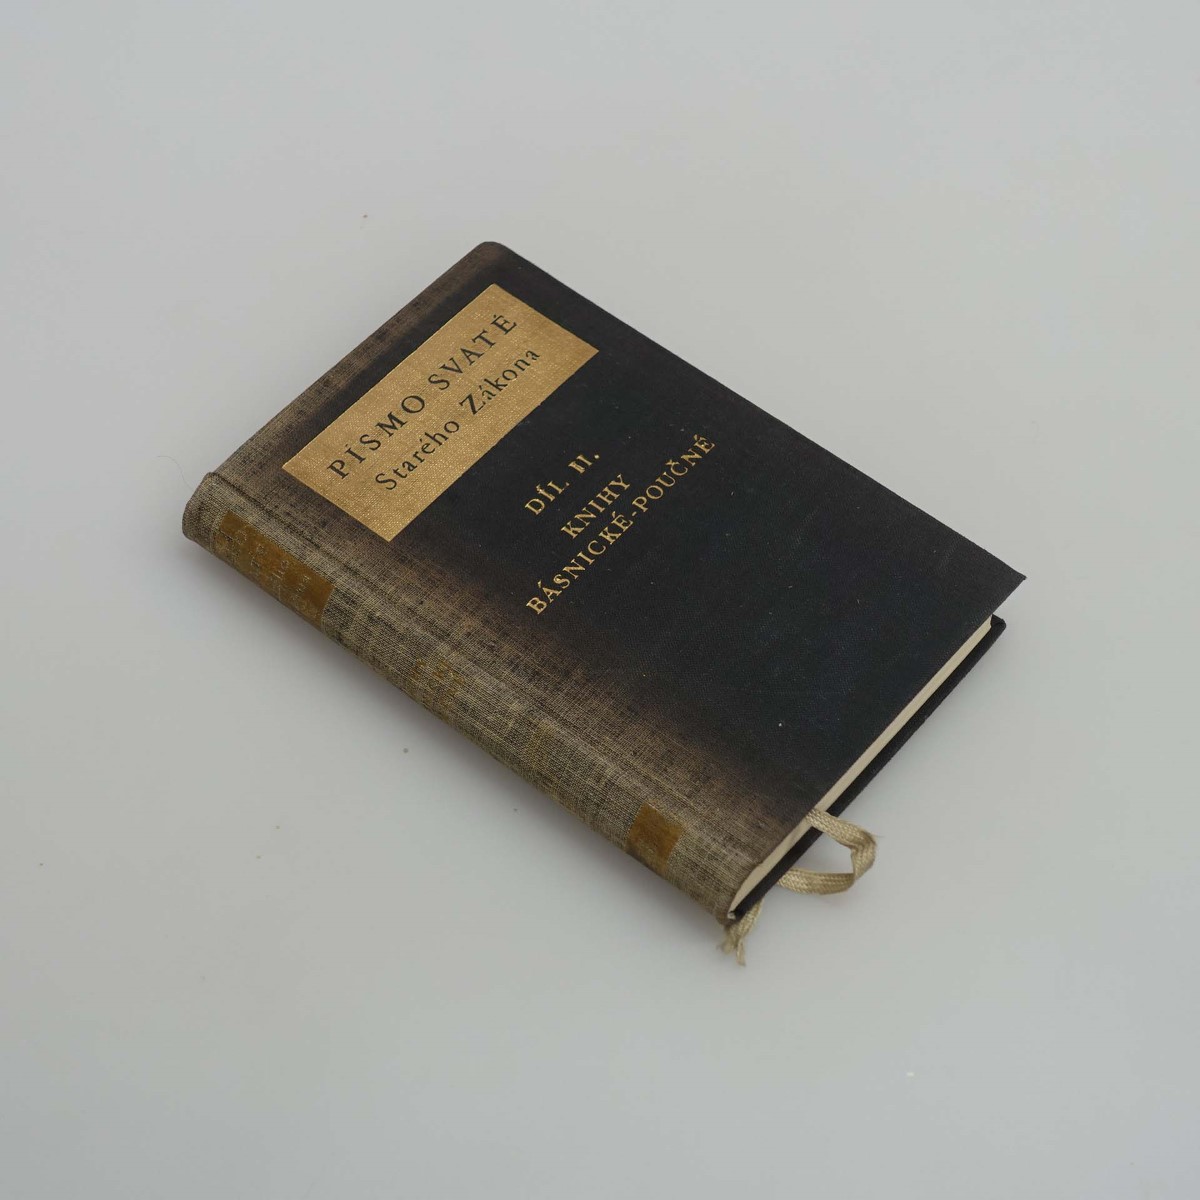 PÍSMO SVATÉ
Starého Zákona
DÍL II.
KNIHY
BÁSNICKÉ-POUČNÉ